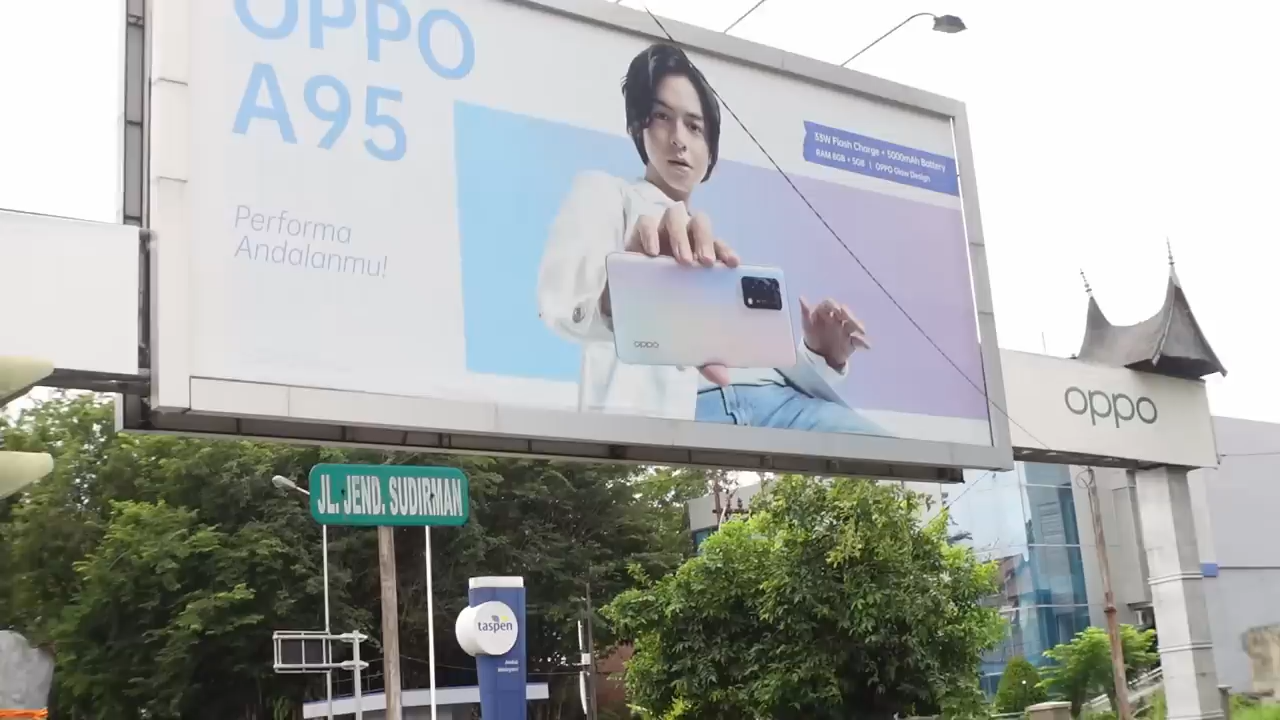 OPPO
A95
33W Flash Charge + 5000mAh Battery
RAM 8GB + 5GB | OPPO Glow Design
Performa
Andalanmu!
oppo
oppo
JL. JEND. SUDIRMAN
taspen